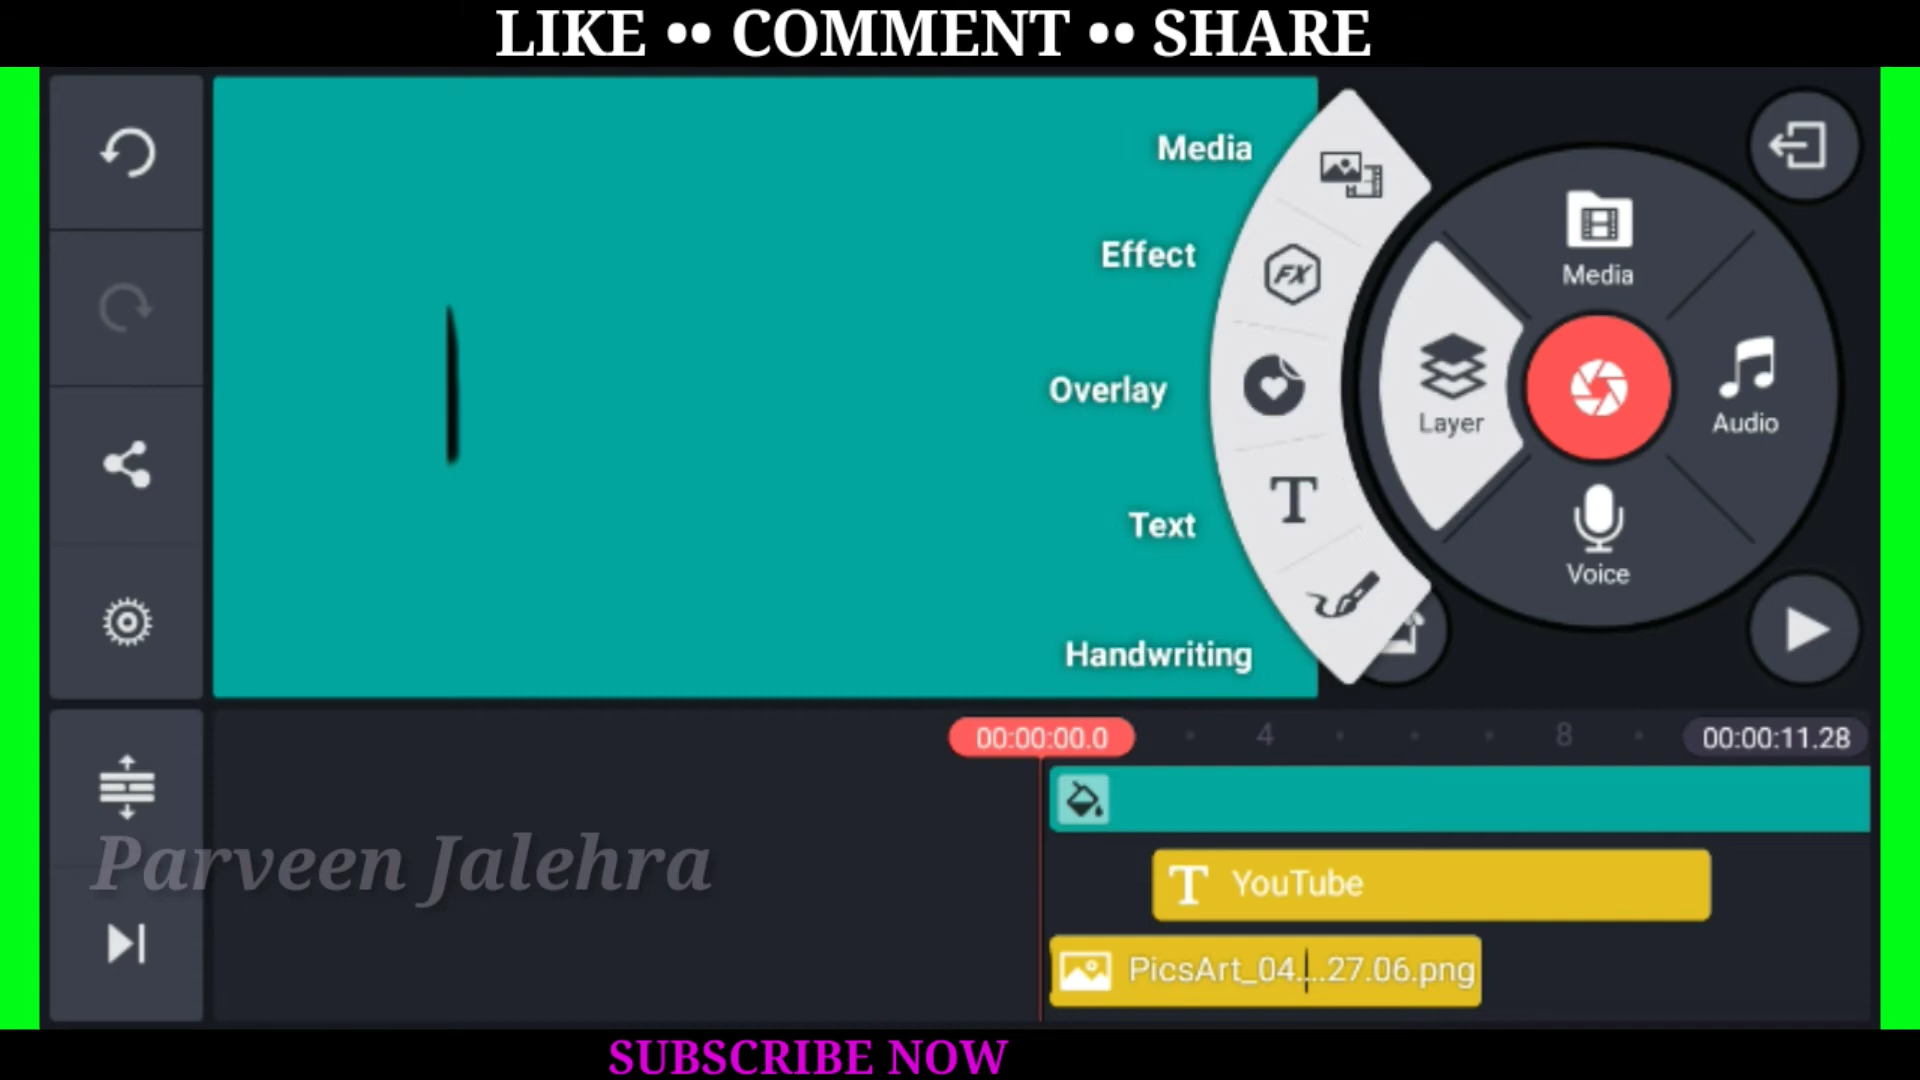 LIKE •• COMMENT •• SHARE
Media
Effect
Overlay
Text
Handwriting
FX
T
Media
Layer
Audio
Voice
00:00:00.0
4
8
00:00:11.28
T YouTube
PicsArt_04....27.06.png
Parveen Jalehra
SUBSCRIBE NOW